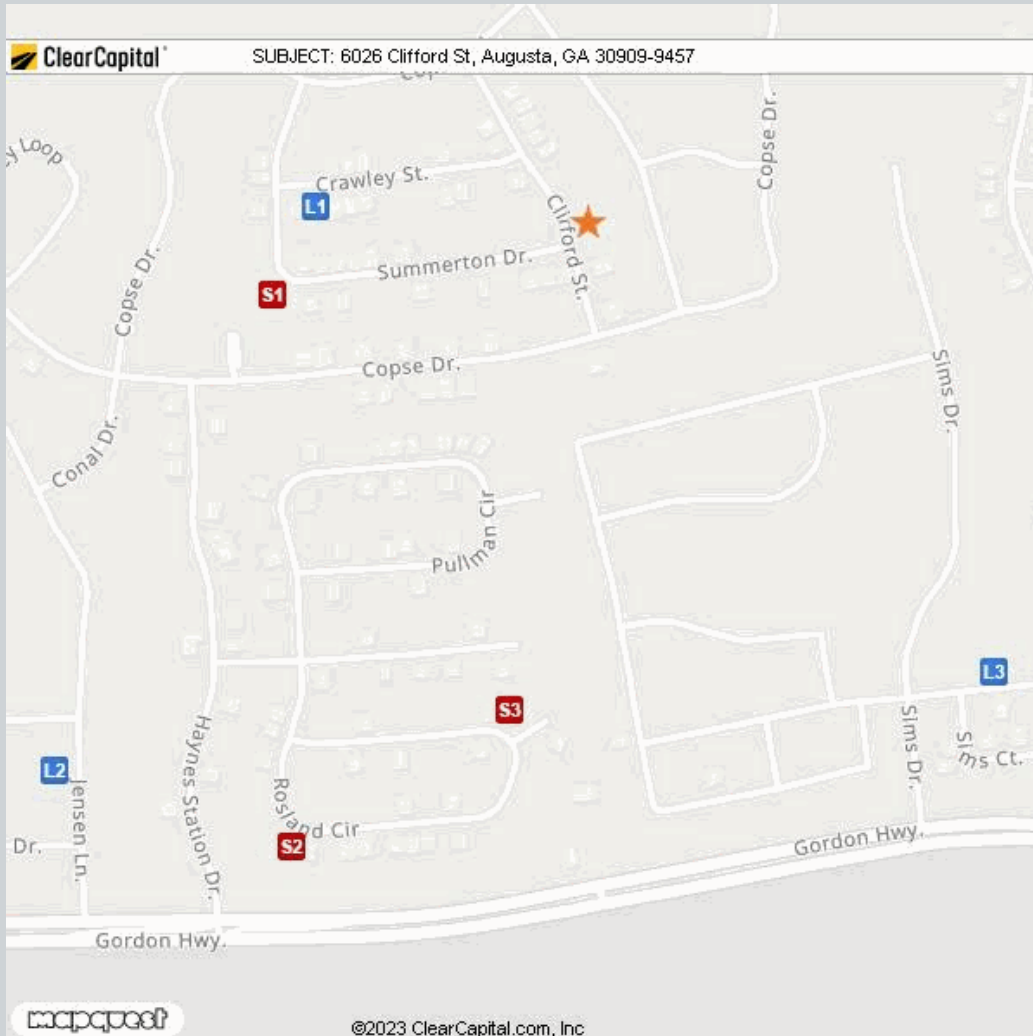 ClearCapital
SUBJECT: 6026 Clifford St, Augusta, GA 30909-9457
Copse Dr.
Loop
Crawley St.
L1
Clifford St.
Summerton Dr.
S1
Copse Dr.
Copse Dr.
Sims Dr.
Conal Dr.
Pullman Cir
L3
S3
Haynes Station Dr.
Sims Dr.
Sims Ct.
L2
Jensen Ln.
Rosland Cir
S2
Dr.
Gordon Hwy.
Gordon Hwy.
mapquest
©2023 ClearCapital.com, Inc